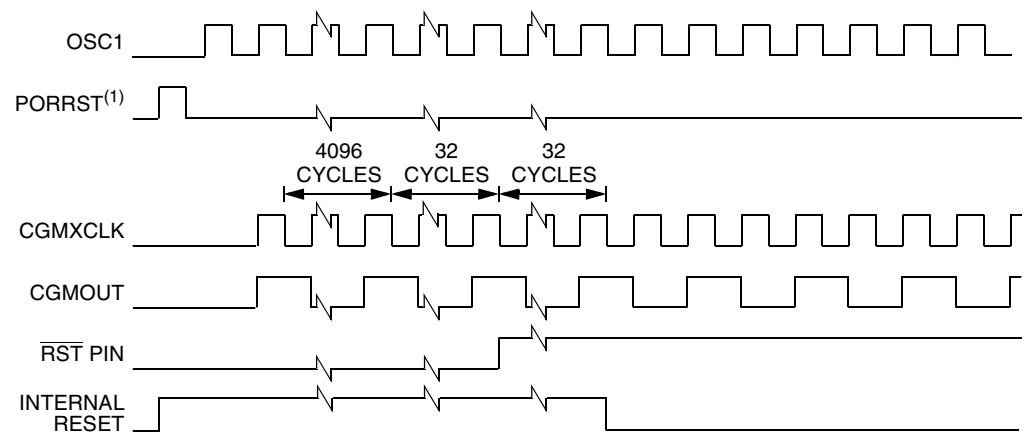 OSC1
PORRST(1)
4096
CYCLES
32
CYCLES
32
CYCLES
CGMXCLK
CGMOUT
RST PIN
INTERNAL
RESET